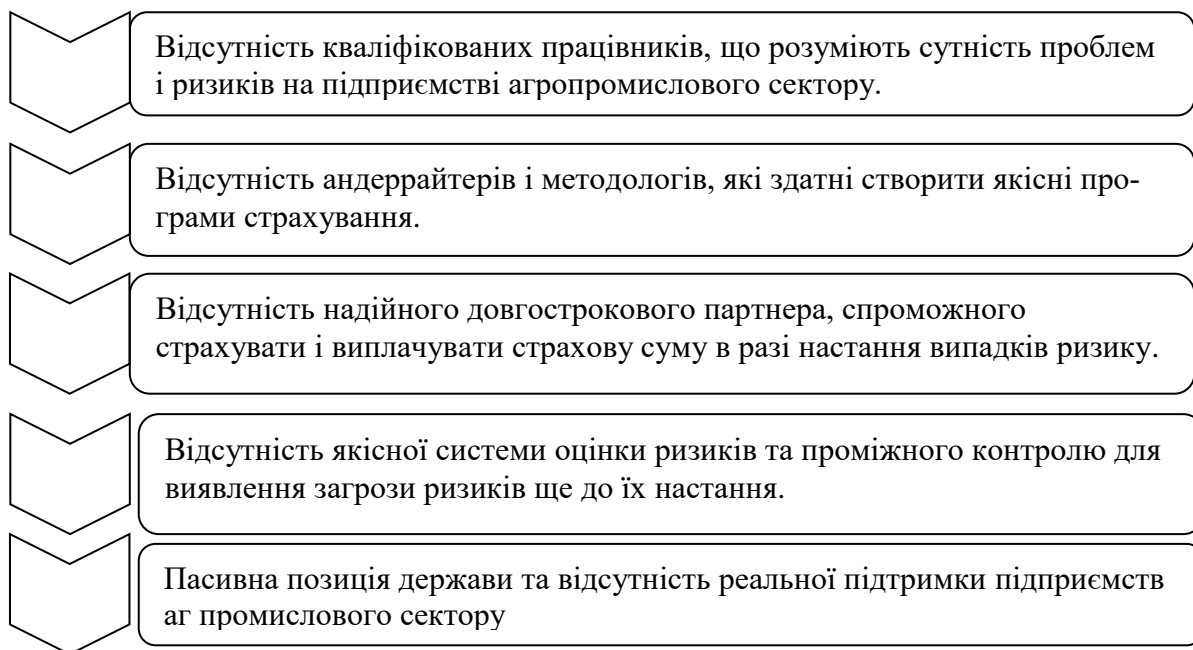 Відсутність кваліфікованих працівників, що розуміють сутність проблем
і ризиків на підприємстві агропромислового сектору.
Відсутність андеррайтерів і методологів, які здатні створити якісні про-
грами страхування.
Відсутність надійного довгострокового партнера, спроможного
страхувати і виплачувати страхову суму в разі настання випадків ризику.
Відсутність якісної системи оцінки ризиків та проміжного контролю для
виявлення загрози ризиків ще до їх настання.
Пасивна позиція держави та відсутність реальної підтримки підприємств
аг промислового сектору